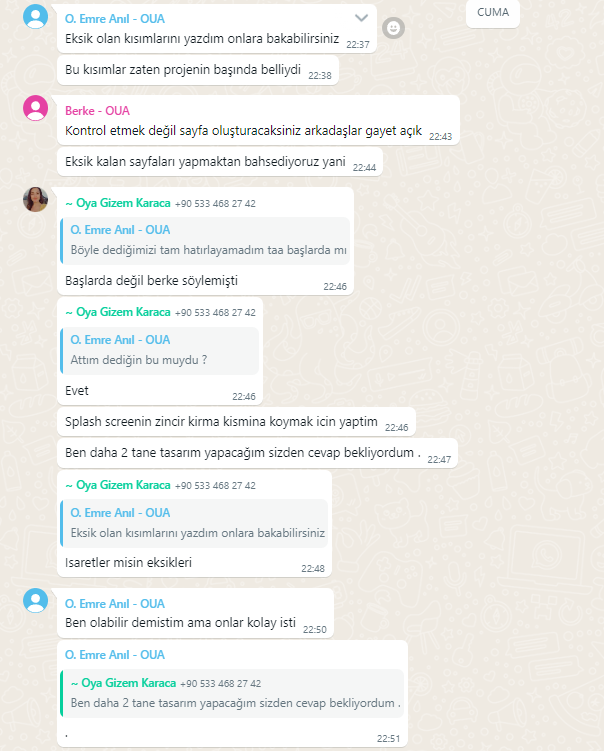 CUMA
O. Emre Anıl - OUA
Eksik olan kısımlarını yazdım onlara bakabilirsiniz 22:37
Bu kısımlar zaten projenin başında belliydi 22:38
Berke - OUA
Kontrol etmek değil sayfa oluşturacaksiniz arkadaşlar gayet açık 22:43
Eksik kalan sayfaları yapmaktan bahsediyoruz yani 22:44
~ Oya Gizem Karaca +90 533 468 27 42
O. Emre Anıl - OUA
Böyle dediğimizi tam hatırlayamadım taa başlarda mı
Başlarda değil berke söylemişti 22:46
~ Oya Gizem Karaca +90 533 468 27 42
O. Emre Anıl - OUA
Attım dediğin bu muydu ?
Evet 22:46
Splash screenin zincir kirma kismina koymak icin yaptim 22:46
Ben daha 2 tane tasarım yapacağım sizden cevap bekliyordum . 22:47
~ Oya Gizem Karaca +90 533 468 27 42
O. Emre Anıl - OUA
Eksik olan kısımlarını yazdım onlara bakabilirsiniz
Isaretler misin eksikleri 22:48
O. Emre Anıl - OUA
Ben olabilir demistim ama onlar kolay isti 22:50
O. Emre Anıl - OUA
~ Oya Gizem Karaca +90 533 468 27 42
Ben daha 2 tane tasarım yapacağım sizden cevap bekliyordum .
. 22:51